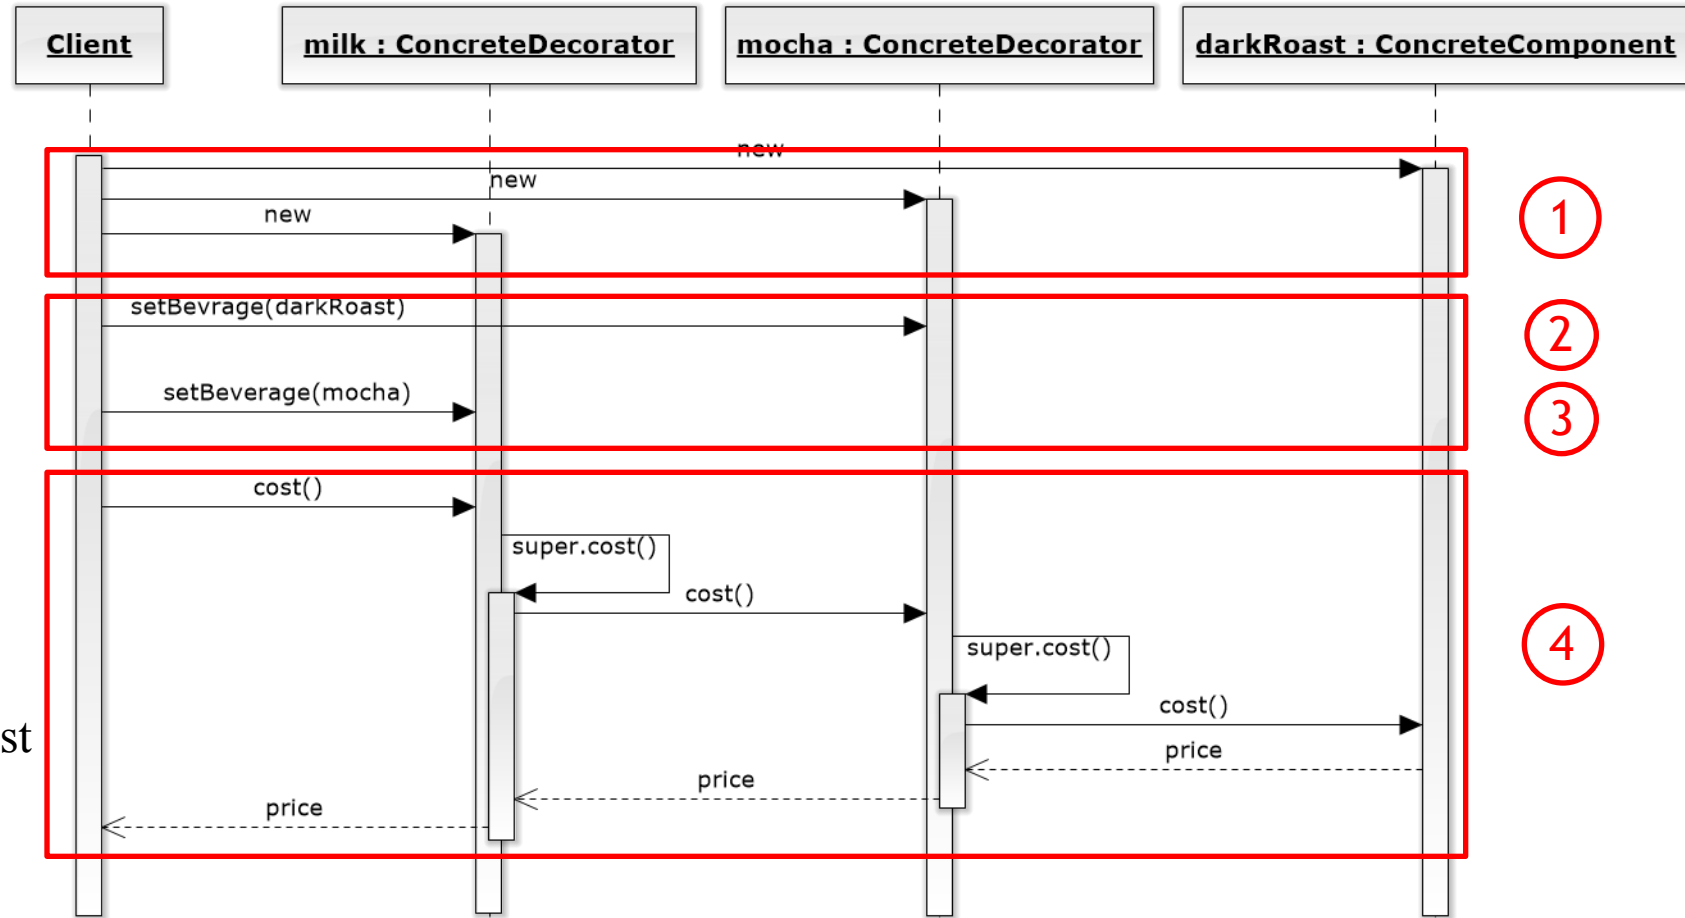 Client
milk : ConcreteDecorator
mocha : ConcreteDecorator
darkRoast : ConcreteComponent
new
new
new
1
setBevrage(darkRoast)
2
setBeverage(mocha)
3
cost()
super.cost()
cost()
super.cost()
4
cost()
st
price
price
price